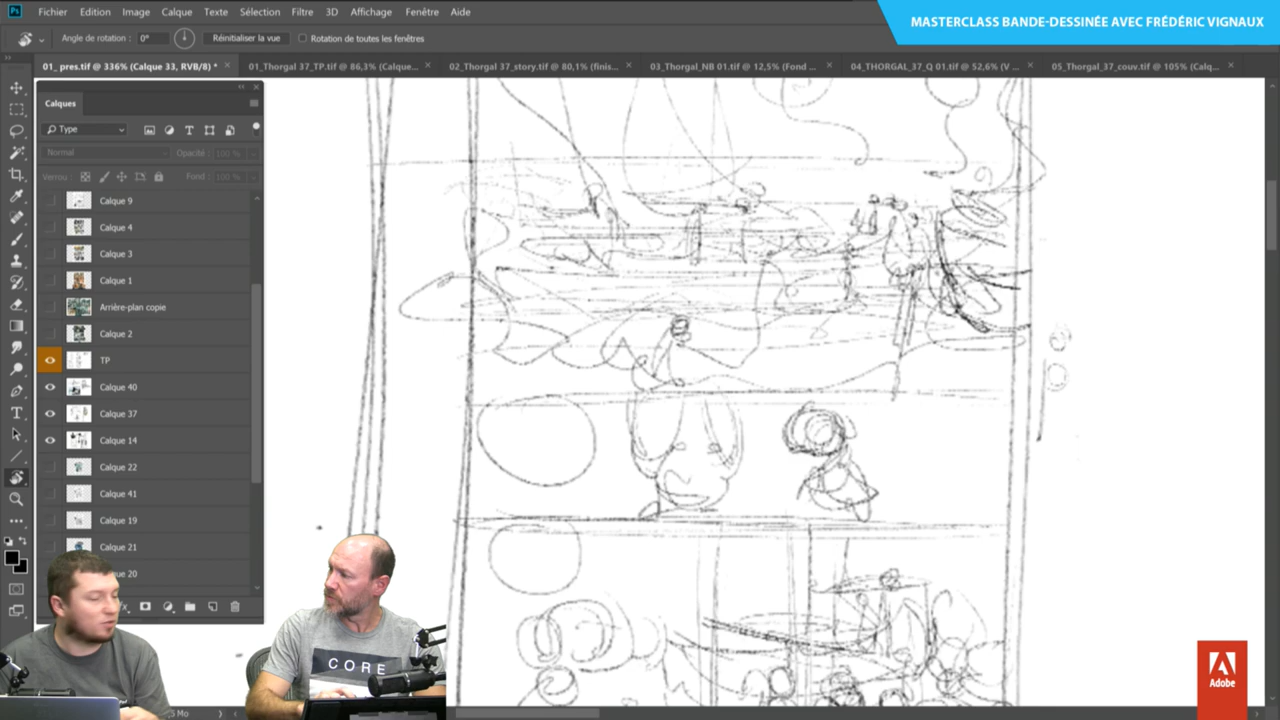 Fichier Edition Image Calque Texte Sélection Filtre 3D Affichage Fenêtre Aide
MASTERCLASS BANDE-DESSINÉE AVEC FRÉDÉRIC VIGNAUX
Angle de rotation : 0° Réinitialiser la vue Rotation de toutes les fenêtres
01_ pres.tif @ 336% (Calque 33, RVB/8) * 01_Thorgal 37_TP.tif @ 86,3% (Calque... 02_Thorgal 37_story.tif @ 80,1% (finis... 03_Thorgal_NB 01.tif @ 12,5% (Fond ... 04_THORGAL_37_Q 01.tif @ 52,6% (V ... 05_Thorgal_37_couv.tif @ 105% (Calq...
Calques
Type
Normal Opacité : 100 %
Verrou : Fond : 100 %
Calque 9
Calque 4
Calque 3
Calque 1
Arrière-plan copie
Calque 2
TP
Calque 40
Calque 37
Calque 14
Calque 22
Calque 41
Calque 19
Calque 21
20
fx
CORE
Adobe
Mo